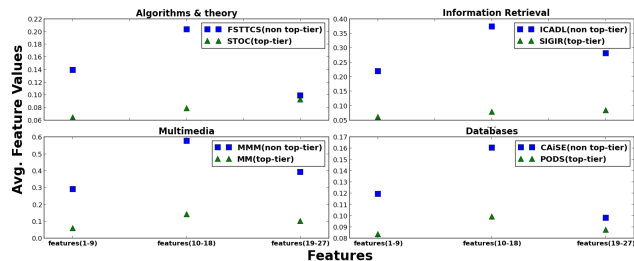 Algorithms & theory
0.22
0.20
0.18
0.16
0.14
0.12
0.10
0.08
0.06
FSTTCS(non top-tier)
STOC(top-tier)
Information Retrieval
0.40
0.35
0.30
0.25
0.20
0.15
0.10
0.05
ICADL(non top-tier)
SIGIR(top-tier)
Avg. Feature Values
Multimedia
0.6
0.5
0.4
0.3
0.2
0.1
0.0
MMM(non top-tier)
MM(top-tier)
features(1-9)
features(10-18)
features(19-27)
Databases
0.17
0.16
0.15
0.14
0.13
0.12
0.11
0.10
0.09
0.08
CAiSE(non top-tier)
PODS(top-tier)
features(1-9)
features(10-18)
features(19-27)
Features